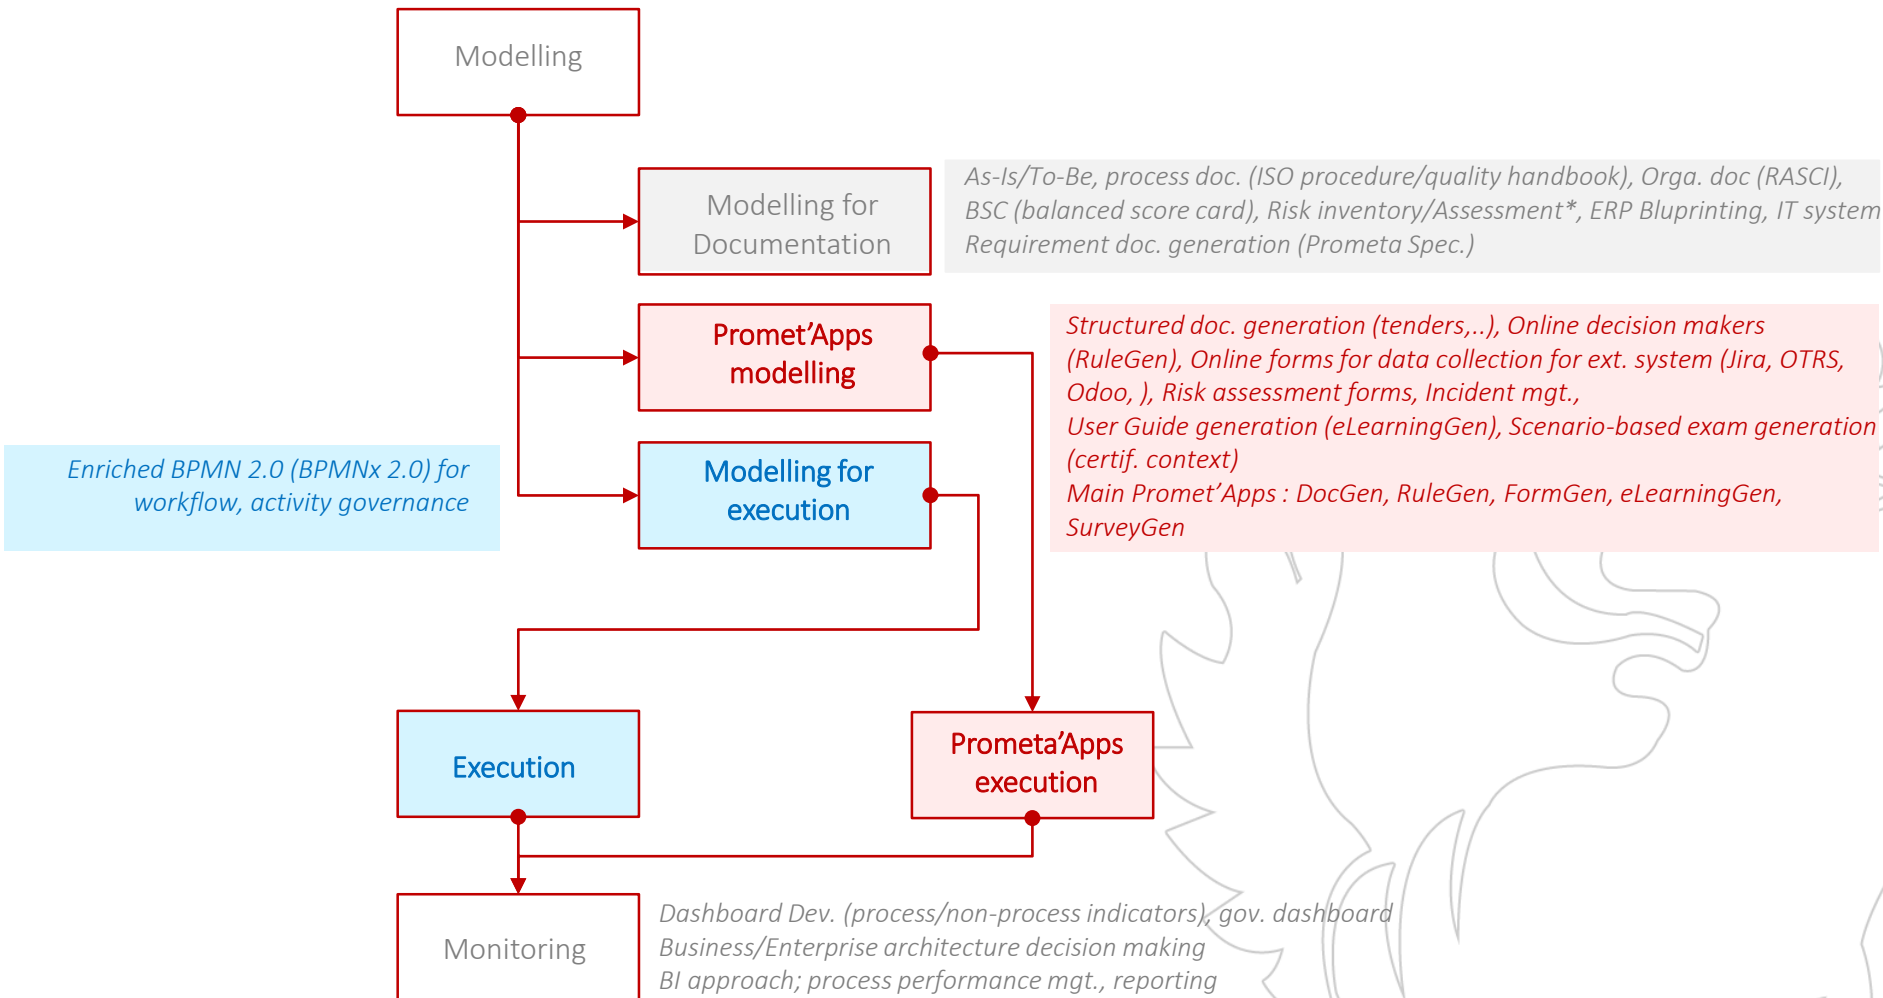 Modelling
Modelling for
Documentation
As-Is/To-Be, process doc. (ISO procedure/quality handbook), Orga. doc (RASCI),
BSC (balanced score card), Risk inventory/Assessment*, ERP Bluprinting, IT system
Requirement doc. generation (Prometa Spec.)
Promet’Apps
modelling
Structured doc. generation (tenders,..), Online decision makers
(RuleGen), Online forms for data collection for ext. system (Jira, OTRS,
Odoo, ), Risk assessment forms, Incident mgt.,
User Guide generation (eLearningGen), Scenario-based exam generation
(certif. context)
Main Promet’Apps : DocGen, RuleGen, FormGen, eLearningGen,
SurveyGen
Enriched BPMN 2.0 (BPMNx 2.0) for
workflow, activity governance
Modelling for
execution
Execution
Prometa’Apps
execution
Monitoring
Dashboard Dev. (process/non-process indicators), gov. dashboard
Business/Enterprise architecture decision making
BI approach; process performance mgt., reporting